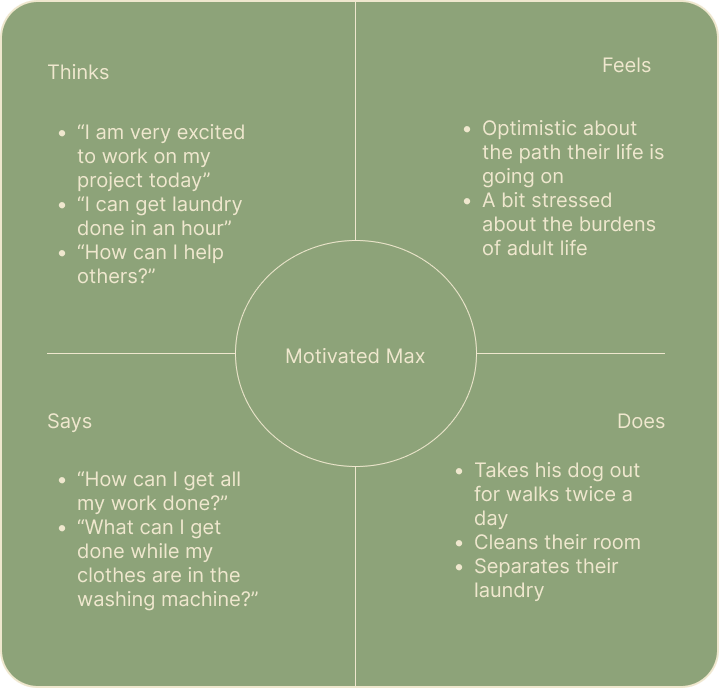 Thinks
• “I am very excited
to work on my
project today”
• “I can get laundry
done in an hour”
• “How can I help
others?”
Feels
• Optimistic about
the path their life is
going on
• A bit stressed
about the burdens
of adult life
Motivated Max
Says
• “How can I get all
my work done?”
• “What can I get
done while my
clothes are in the
washing machine?”
Does
• Takes his dog out
for walks twice a
day
• Cleans their room
• Separates their
laundry